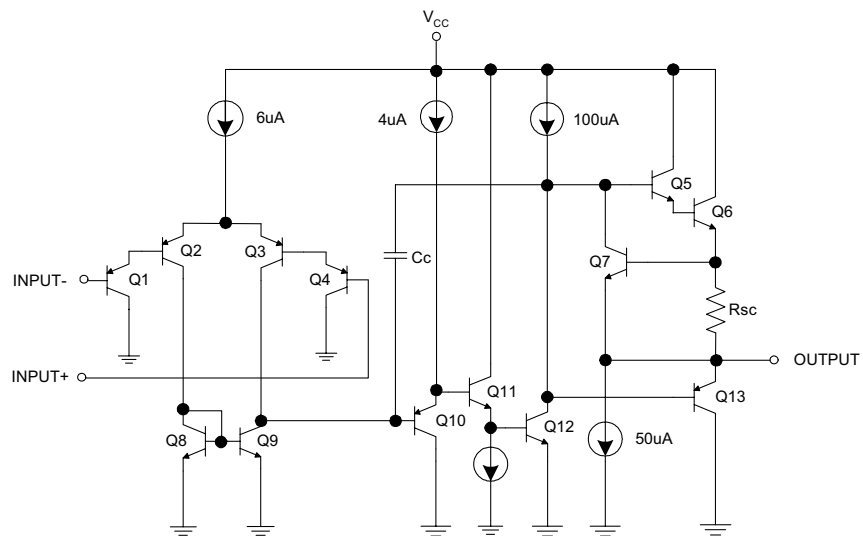 VCC
6uA
4uA
100uA
Q5
Q6
Q2
Q3
Cc
Q7
INPUT-
Q1
Q4
Rsc
OUTPUT
INPUT+
Q11
Q13
Q8
Q9
Q10
Q12
50uA